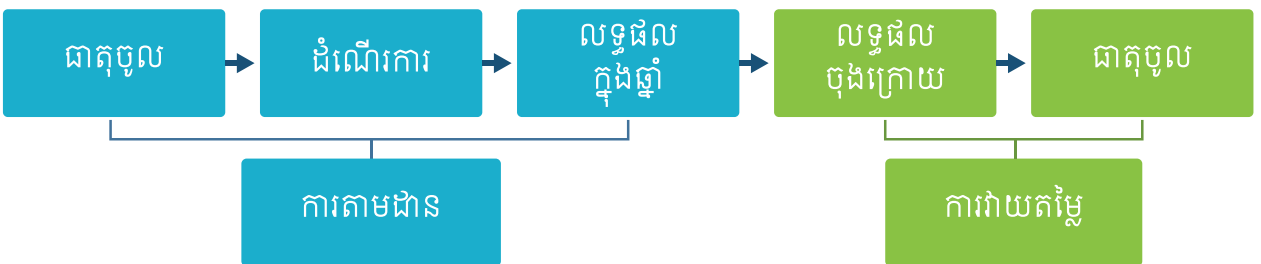 ធាតុចូល
ដំណើរការ
លទ្ធផល
ក្នុងឆ្នាំ
លទ្ធផល
ចុងក្រោយ
ធាតុចូល
ការតាមដាន
ការវាយតម្លៃ